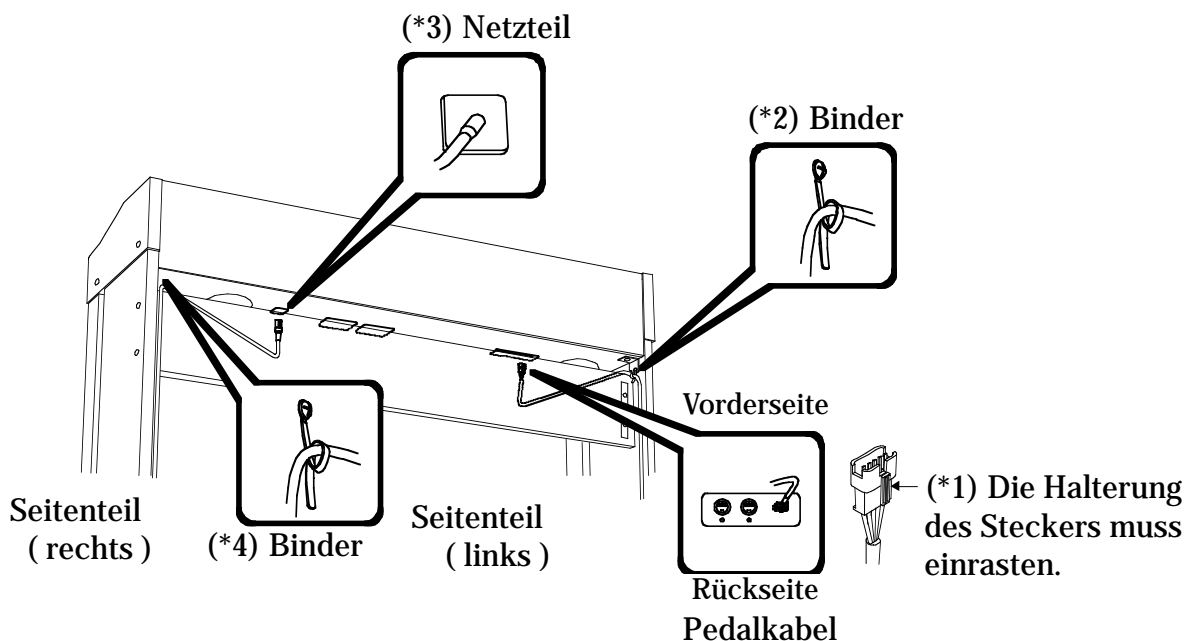 (*3) Netzteil
(*2) Binder
Vorderseite
Seitenteil
( rechts )
(*4) Binder
Seitenteil
( links )
(*1) Die Halterung
des Steckers muss
einrasten.
Rückseite
Pedalkabel